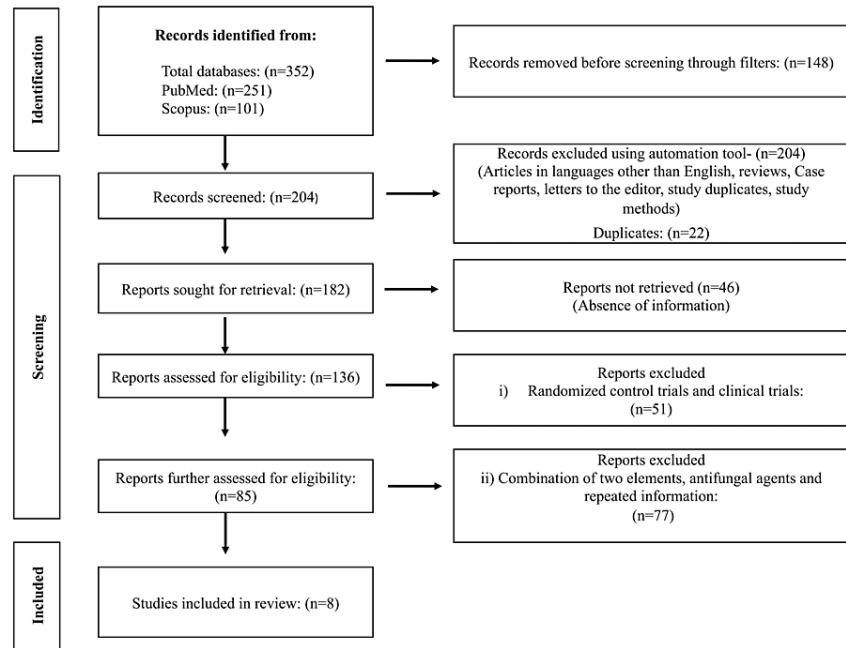 Identification
Records identified from:
Total databases: (n=352)
PubMed: (n=251)
Scopus: (n=101)
Records removed before screening through filters: (n=148)
Screening
Records screened: (n=204)
Records excluded using automation tool- (n=204)
(Articles in languages other than English, reviews, Case
reports, letters to the editor, study duplicates, study
methods)
Duplicates: (n=22)
Reports sought for retrieval: (n=182)
Reports not retrieved (n=46)
(Absence of information)
Reports assessed for eligibility: (n=136)
Reports excluded
i) Randomized control trials and clinical trials:
(n=51)
Reports further assessed for eligibility:
(n=85)
Reports excluded
ii) Combination of two elements, antifungal agents and
repeated information:
(n=77)
Included
Studies included in review: (n=8)